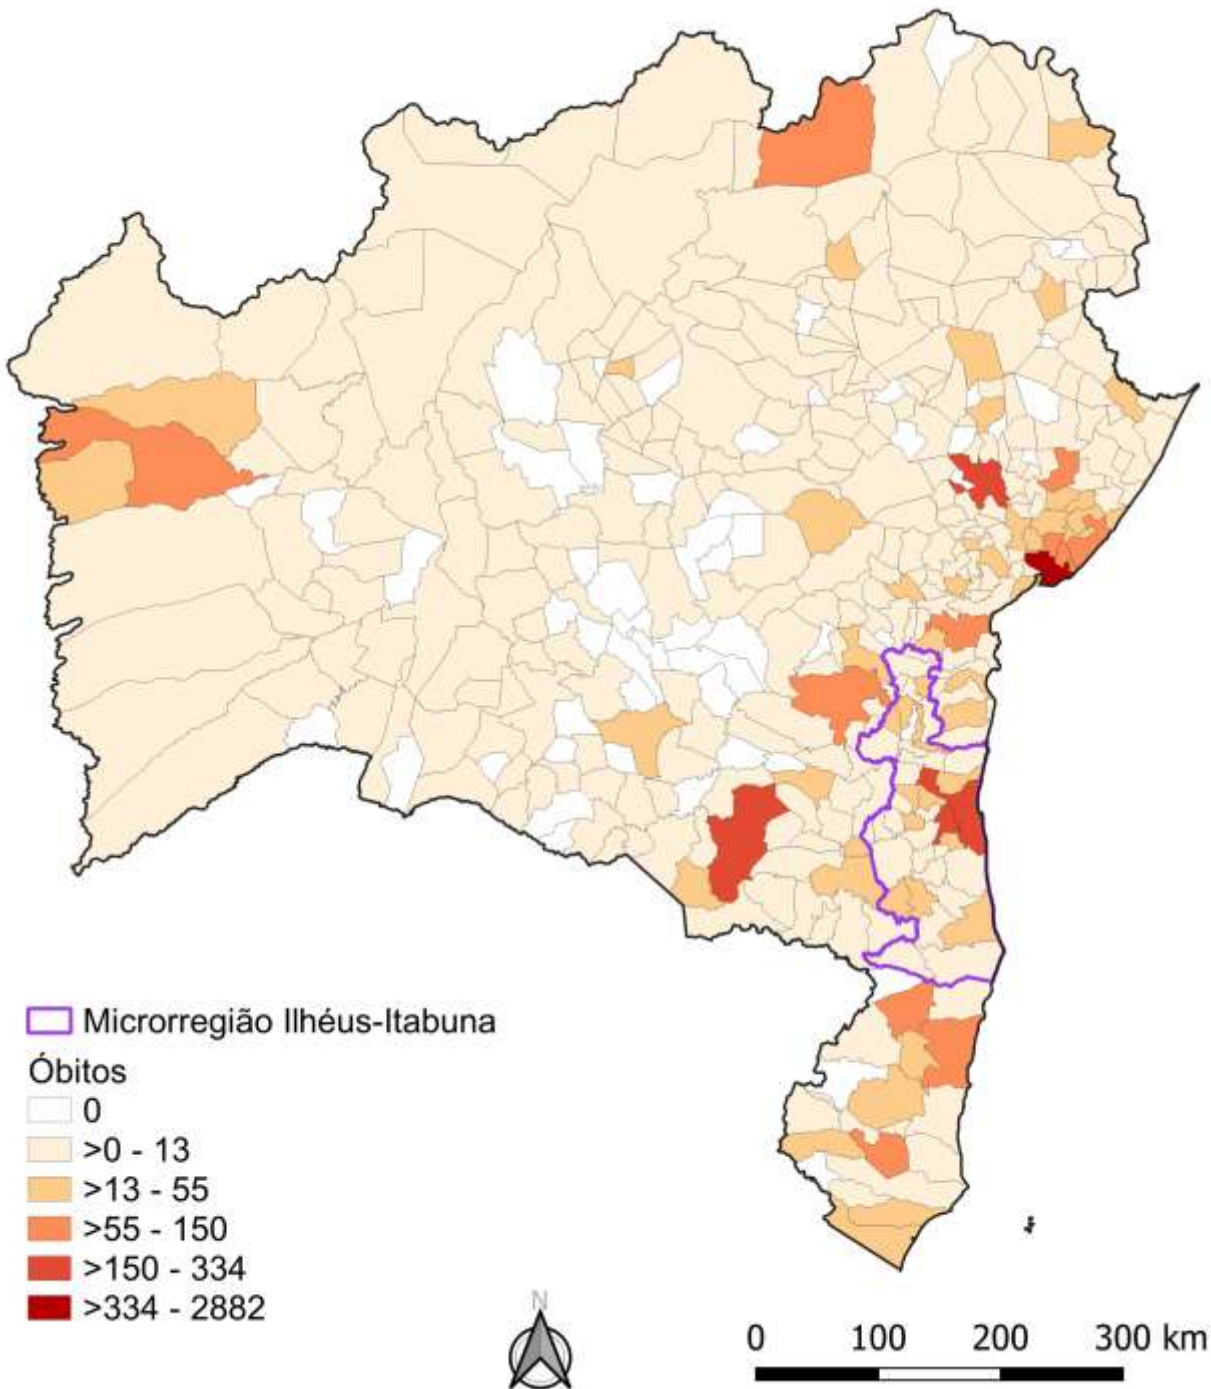 Microrregião Ilhéus-Itabuna
Óbitos
0
>0 - 13
>13 - 55
>55 - 150
>150 - 334
>334 - 2882
N
0 100 200 300 km